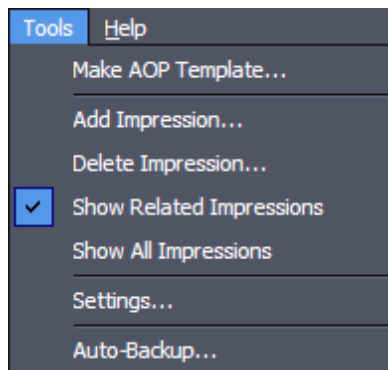 Tools Help
Make AOP Template...
Add Impression...
Delete Impression...
Show Related Impressions
Show All Impressions
Settings...
Auto-Backup...